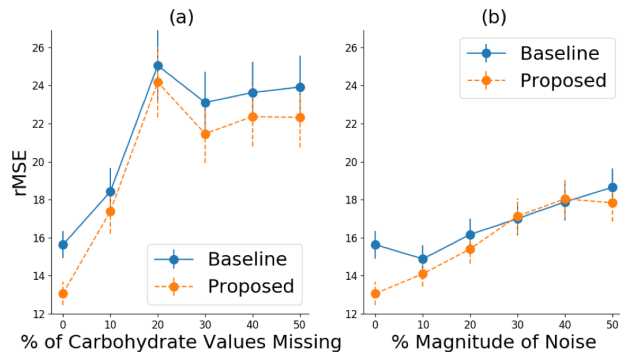 (a)
(b)
rMSE
26
24
22
20
18
16
14
12
0 10 20 30 40 50
% of Carbohydrate Values Missing
Baseline
Proposed
26
24
22
20
18
16
14
12
0 10 20 30 40 50
% Magnitude of Noise
Baseline
Proposed